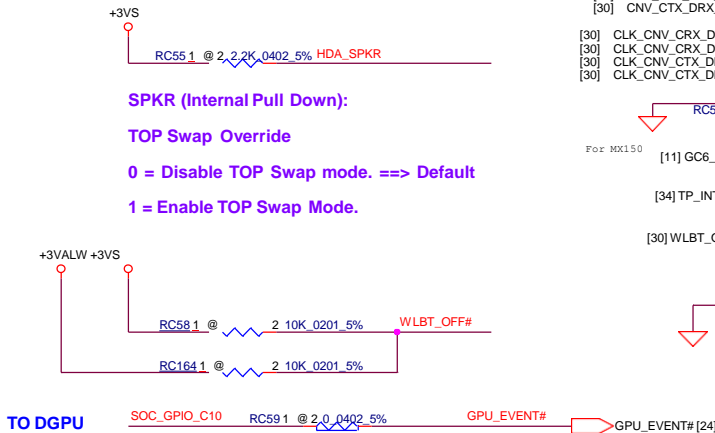 +3VS
RC55 1 @ 2 2.2K_0402_5% HDA_SPKR
SPKR (Internal Pull Down):
TOP Swap Override
0 = Disable TOP Swap mode. ==> Default
1 = Enable TOP Swap Mode.
+3VALW +3VS
RC58 1 @ 2 10K_0201_5% WLBT_OFF#
RC164 1 @ 2 10K_0201_5%
TO DGPU SOC_GPIO_C10 RC59 1 @ 2 0_0402_5% GPU_EVENT# GPU_EVENT# [24]
[30] CNV_CTX_DRX
[30] CLK_CNV_CRX_D
[30] CLK_CNV_CRX_D
[30] CLK_CNV_CTX_D
[30] CLK_CNV_CTX_D
RC5
For MX150
[11] GC6_
[34] TP_IN
[30] WLBT_